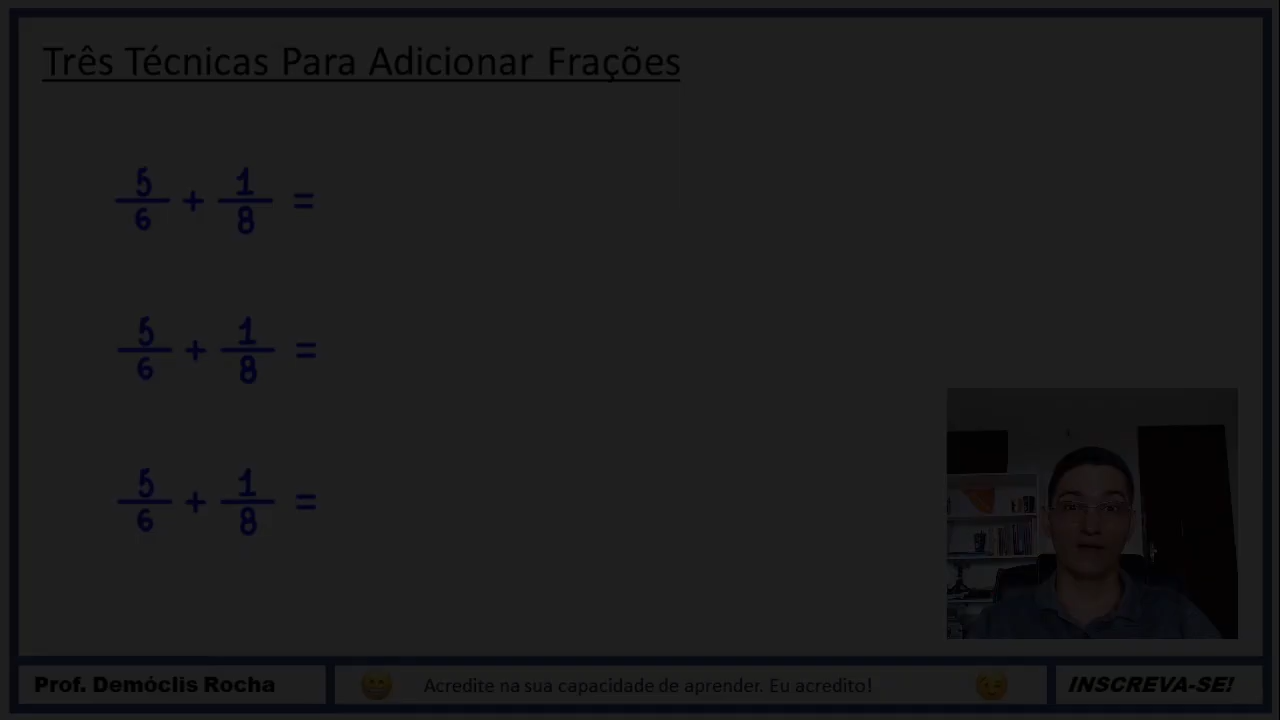 Três Técnicas Para Adicionar Frações
5/6 + 1/8 =
5/6 + 1/8 =
5/6 + 1/8 =
Prof. Demóclis Rocha
Acredite na sua capacidade de aprender. Eu acredito!
INSCREVA-SE!